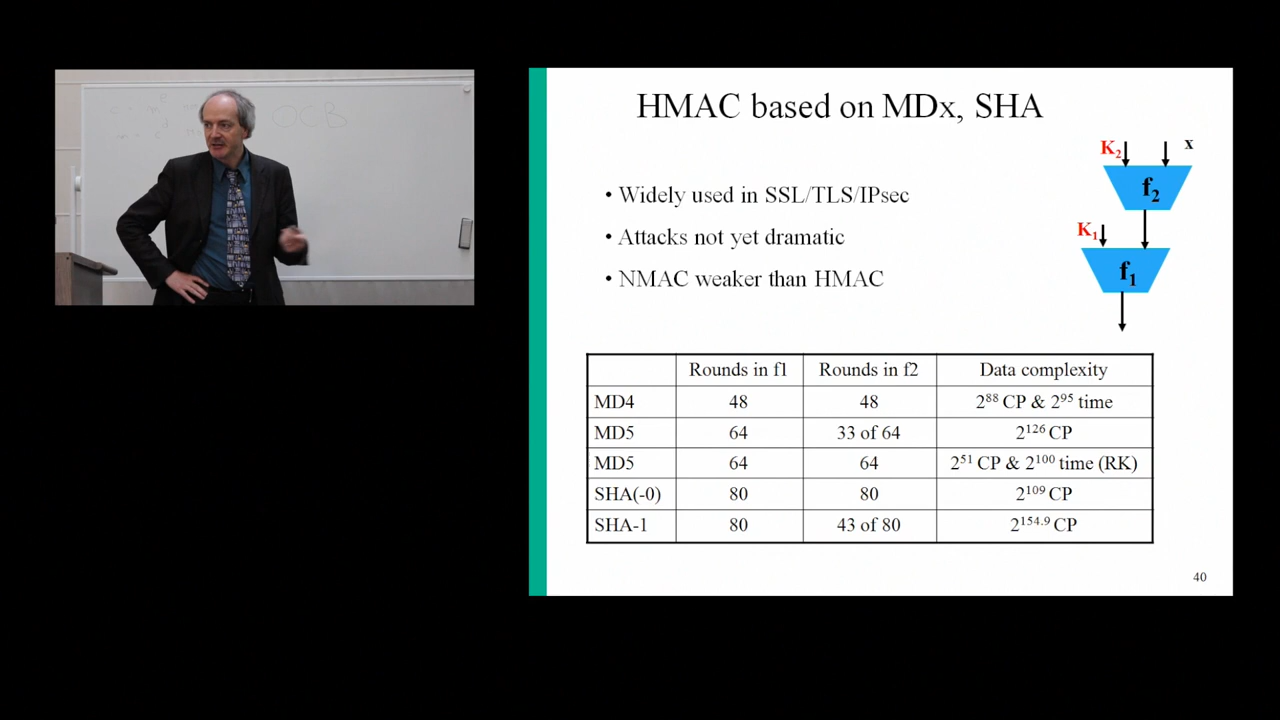 OCB
HMAC based on MDx, SHA
• Widely used in SSL/TLS/IPsec
• Attacks not yet dramatic
• NMAC weaker than HMAC
K₂ x
f₂
K₁
f₁
Rounds in f1 Rounds in f2 Data complexity
MD4 48 48 2⁸⁸ CP & 2⁹⁵ time
MD5 64 33 of 64 2¹²⁶ CP
MD5 64 64 2⁵¹ CP & 2¹⁰⁰ time (RK)
SHA(-0) 80 80 2¹⁰⁹ CP
SHA-1 80 43 of 80 2¹⁵⁴·⁹ CP
40